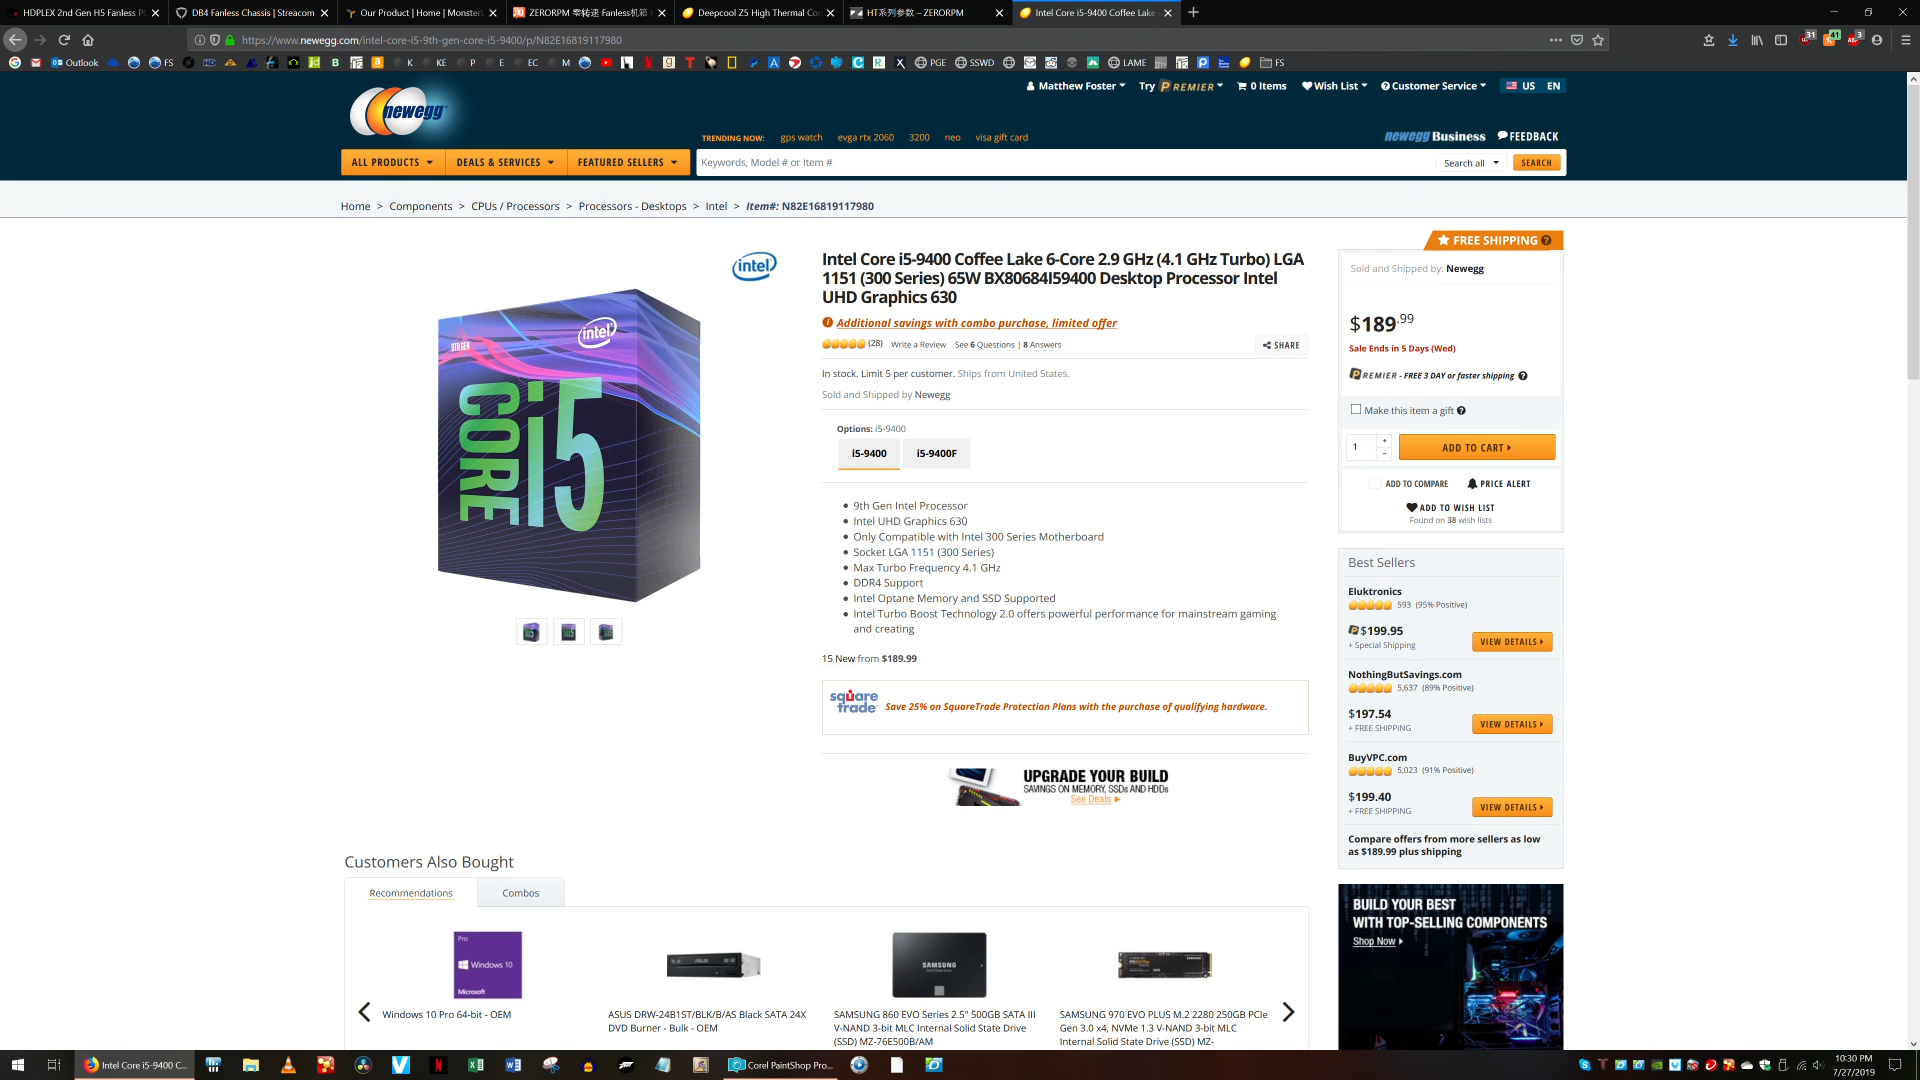 HDPLEX 2nd Gen H5 Fanless PC
DB4 Fanless Chassis | Streacom
Our Product | Home | MonsterL
ZERORPM 零转速 Fanless机箱
Deepcool Z5 High Thermal Con
HT系列参数 – ZERORPM
Intel Core i5-9400 Coffee Lake
https://www.newegg.com/intel-core-i5-9th-gen-core-i5-9400/p/N82E16819117980
31
41
3
Outlook
FS
K
KE
P
E
EC
M
PGE
SSWD
LAME
FS
newegg
Matthew Foster
Try PREMIER
0 Items
Wish List
Customer Service
US EN
TRENDING NOW: gps watch evga rtx 2060 3200 neo visa gift card
newegg Business
FEEDBACK
ALL PRODUCTS
DEALS & SERVICES
FEATURED SELLERS
Keywords, Model # or Item #
Search all
SEARCH
Home > Components > CPUs / Processors > Processors - Desktops > Intel > Item#: N82E16819117980
intel
9TH GEN
intel
CORE i5
Intel Core i5-9400 Coffee Lake 6-Core 2.9 GHz (4.1 GHz Turbo) LGA
1151 (300 Series) 65W BX80684I59400 Desktop Processor Intel
UHD Graphics 630
Additional savings with combo purchase, limited offer
(28) Write a Review See 6 Questions | 8 Answers
SHARE
In stock. Limit 5 per customer. Ships from United States.
Sold and Shipped by Newegg
Options: i5-9400
i5-9400
i5-9400F
9th Gen Intel Processor
Intel UHD Graphics 630
Only Compatible with Intel 300 Series Motherboard
Socket LGA 1151 (300 Series)
Max Turbo Frequency 4.1 GHz
DDR4 Support
Intel Optane Memory and SSD Supported
Intel Turbo Boost Technology 2.0 offers powerful performance for mainstream gaming
and creating
15 New from $189.99
square
trade
Save 25% on SquareTrade Protection Plans with the purchase of qualifying hardware.
UPGRADE YOUR BUILD
SAVINGS ON MEMORY, SSDs AND HDDs
See Deals
FREE SHIPPING
Sold and Shipped by: Newegg
$189.99
Sale Ends in 5 Days (Wed)
PREMIER - FREE 3 DAY or faster shipping
Make this item a gift
1
ADD TO CART
ADD TO COMPARE
PRICE ALERT
ADD TO WISH LIST
Found on 38 wish lists
Best Sellers
Eluktronics
593 (95% Positive)
$199.95
+ Special Shipping
VIEW DETAILS
NothingButSavings.com
5,637 (89% Positive)
$197.54
+ FREE SHIPPING
VIEW DETAILS
BuyVPC.com
5,023 (91% Positive)
$199.40
+ FREE SHIPPING
VIEW DETAILS
Compare offers from more sellers as low
as $189.99 plus shipping
BUILD YOUR BEST
WITH TOP-SELLING COMPONENTS
Shop Now
Customers Also Bought
Recommendations
Combos
Pro
Windows 10
Microsoft
Windows 10 Pro 64-bit - OEM
ASUS DRW-24B1ST/BLK/B/AS Black SATA 24X
DVD Burner - Bulk - OEM
SAMSUNG
SAMSUNG 860 EVO Series 2.5" 500GB SATA III
V-NAND 3-bit MLC Internal Solid State Drive
(SSD) MZ-76E500B/AM
SAMSUNG 970 EVO PLUS M.2 2280 250GB PCIe
Gen 3.0 x4, NVMe 1.3 V-NAND 3-bit MLC
Internal Solid State Drive (SSD) MZ-
Intel Core i5-9400 C...
Corel PaintShop Pro...
10:30 PM
7/27/2019